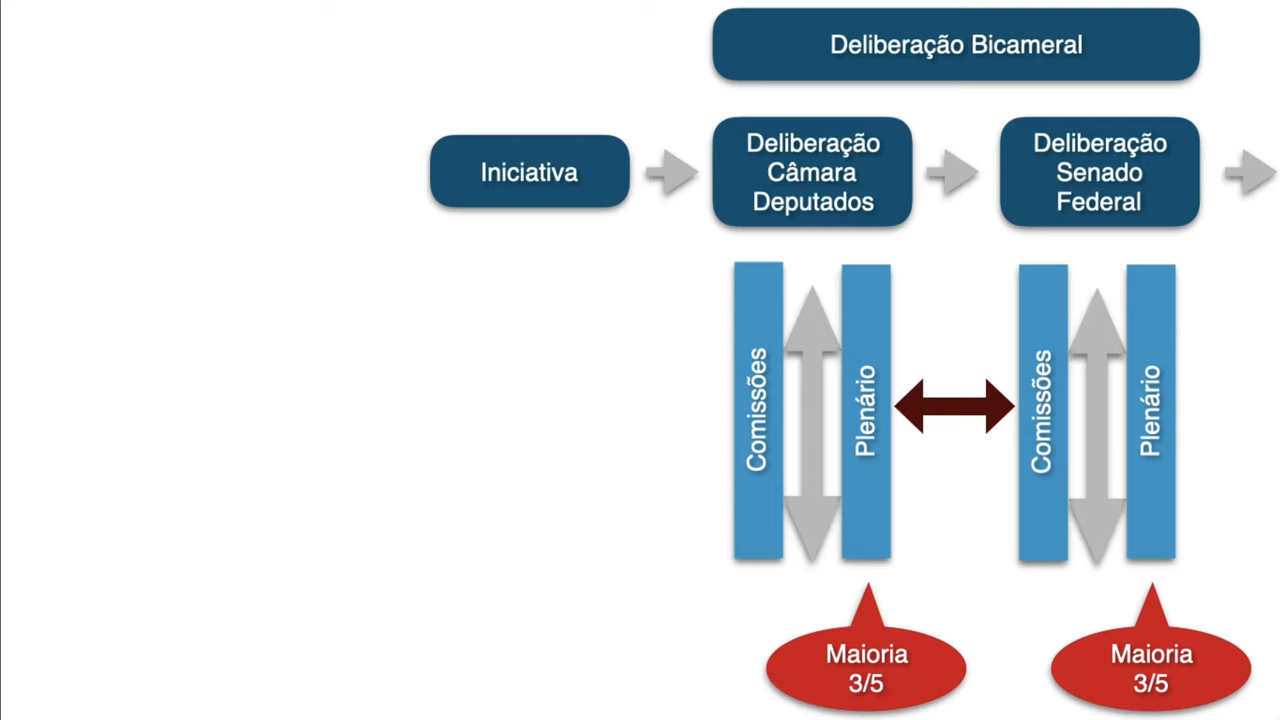 Deliberação Bicameral
Iniciativa
Deliberação
Câmara
Deputados
Deliberação
Senado
Federal
Comissões
Plenário
Comissões
Plenário
Maioria
3/5
Maioria
3/5